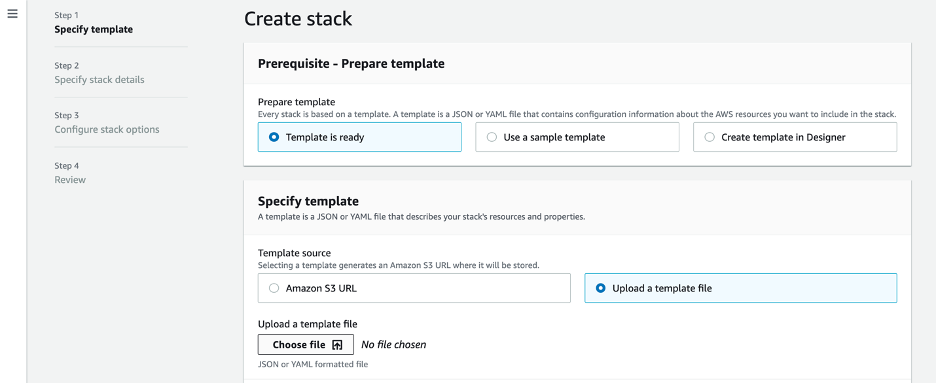 Step 1
Specify template
Step 2
Specify stack details
Step 3
Configure stack options
Step 4
Review
Create stack
Prerequisite - Prepare template
Prepare template
Every stack is based on a template. A template is a JSON or YAML file that contains configuration information about the AWS resources you want to include in the stack.
Template is ready
Use a sample template
Create template in Designer
Specify template
A template is a JSON or YAML file that describes your stack's resources and properties.
Template source
Selecting a template generates an Amazon S3 URL where it will be stored.
Amazon S3 URL
Upload a template file
Upload a template file
Choose file
No file chosen
JSON or YAML formatted file